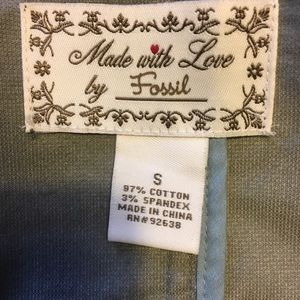 Made with Love
by Fossil
S
97% COTTON
3% SPANDEX
MADE IN CHINA
RN#92638